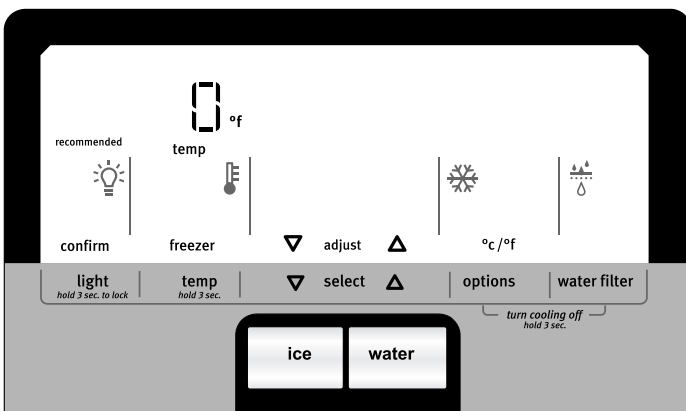 0 °f
recommended
temp
confirm freezer adjust °c/°f
light temp select options water filter
hold 3 sec. to lock hold 3 sec.
turn cooling off
hold 3 sec.
ice water